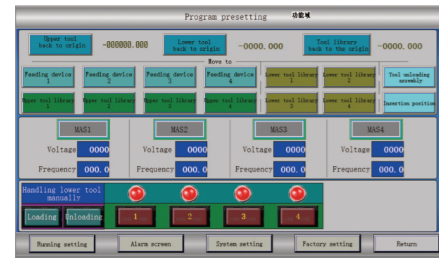 Program presetting 功能域
Upper tool
back to origin
-000000.000
Lower tool
back to origin
-0000.000
Tool library
back to the origin
-0000.000
Move to
Feeding device
1
Feeding device
2
Feeding device
3
Feeding device
4
Lower tool library
1
Lower tool library
2
Tool unloading
assembly
Upper tool library
1
Upper tool library
2
Upper tool library
3
Upper tool library
4
Lower tool library
3
Lower tool library
4
Insertion position
MAS1
MAS2
MAS3
MAS4
Voltage 0000
Voltage 0000
Voltage 0000
Voltage 0000
Frequency 000.0
Frequency 000.0
Frequency 000.0
Frequency 000.0
Handling lower tool
manually
Loading
Unloading
1
2
3
4
Running setting
Alarm screen
System setting
Factory setting
Return